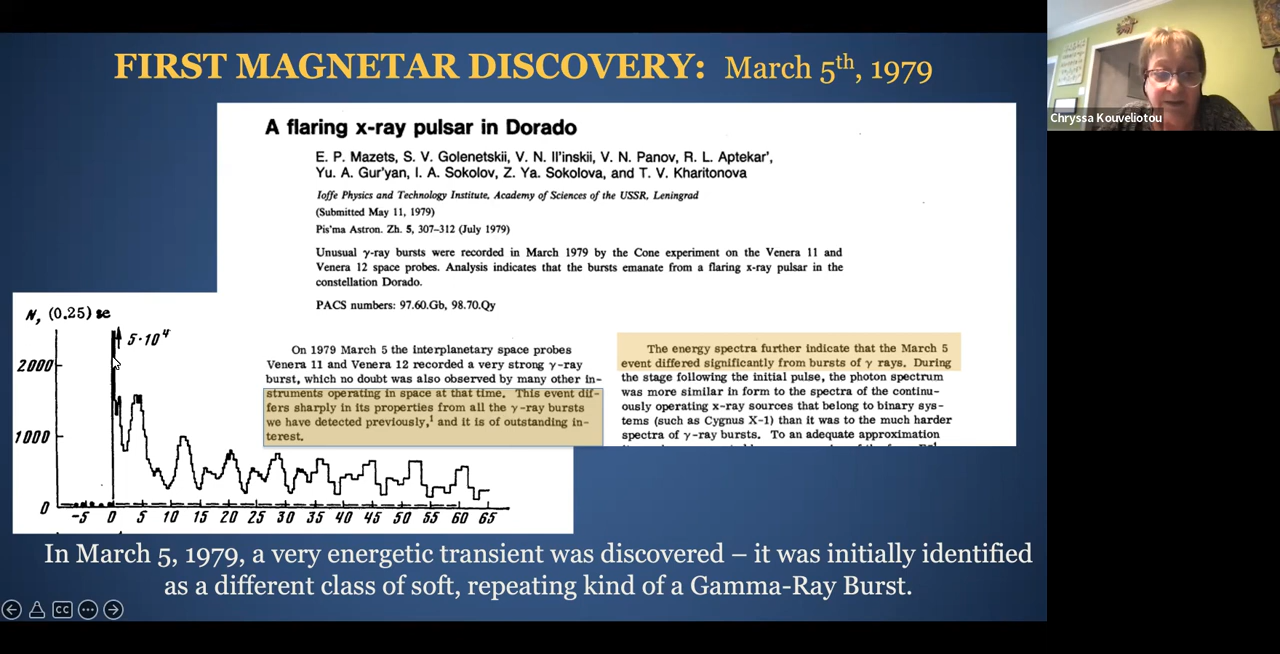 FIRST MAGNETAR DISCOVERY: March 5th, 1979
Chryssa Kouveliotou
A flaring x-ray pulsar in Dorado
E. P. Mazets, S. V. Golenetskii, V. N. Il'inskii, V. N. Panov, R. L. Aptekar',
Yu. A. Gur'yan, I. A. Sokolov, Z. Ya. Sokolova, and T. V. Kharitonova
Ioffe Physics and Technology Institute, Academy of Sciences of the USSR, Leningrad
(Submitted May 11, 1979)
Pis'ma Astron. Zh. 5, 307–312 (July 1979)
Unusual γ-ray bursts were recorded in March 1979 by the Cone experiment on the Venera 11 and
Venera 12 space probes. Analysis indicates that the bursts emanate from a flaring x-ray pulsar in the
constellation Dorado.
PACS numbers: 97.60.Gb, 98.70.Qy
On 1979 March 5 the interplanetary space probes
Venera 11 and Venera 12 recorded a very strong γ-ray
burst, which no doubt was also observed by many other in-
struments operating in space at that time. This event dif-
fers sharply in its properties from all the γ-ray bursts
we have detected previously,1 and it is of outstanding in-
terest.
The energy spectra further indicate that the March 5
event differed significantly from bursts of γ rays. During
the stage following the initial pulse, the photon spectrum
was more similar in form to the spectra of the continu-
ously operating x-ray sources that belong to binary sys-
tems (such as Cygnus X-1) than it was to the much harder
spectra of γ-ray bursts. To an adequate approximation
N, (0.25) se
5·10⁴
2000
1000
0
-5 0 5 10 15 20 25 30 35 40 45 50 55 60 65
In March 5, 1979, a very energetic transient was discovered – it was initially identified
as a different class of soft, repeating kind of a Gamma-Ray Burst.
CC